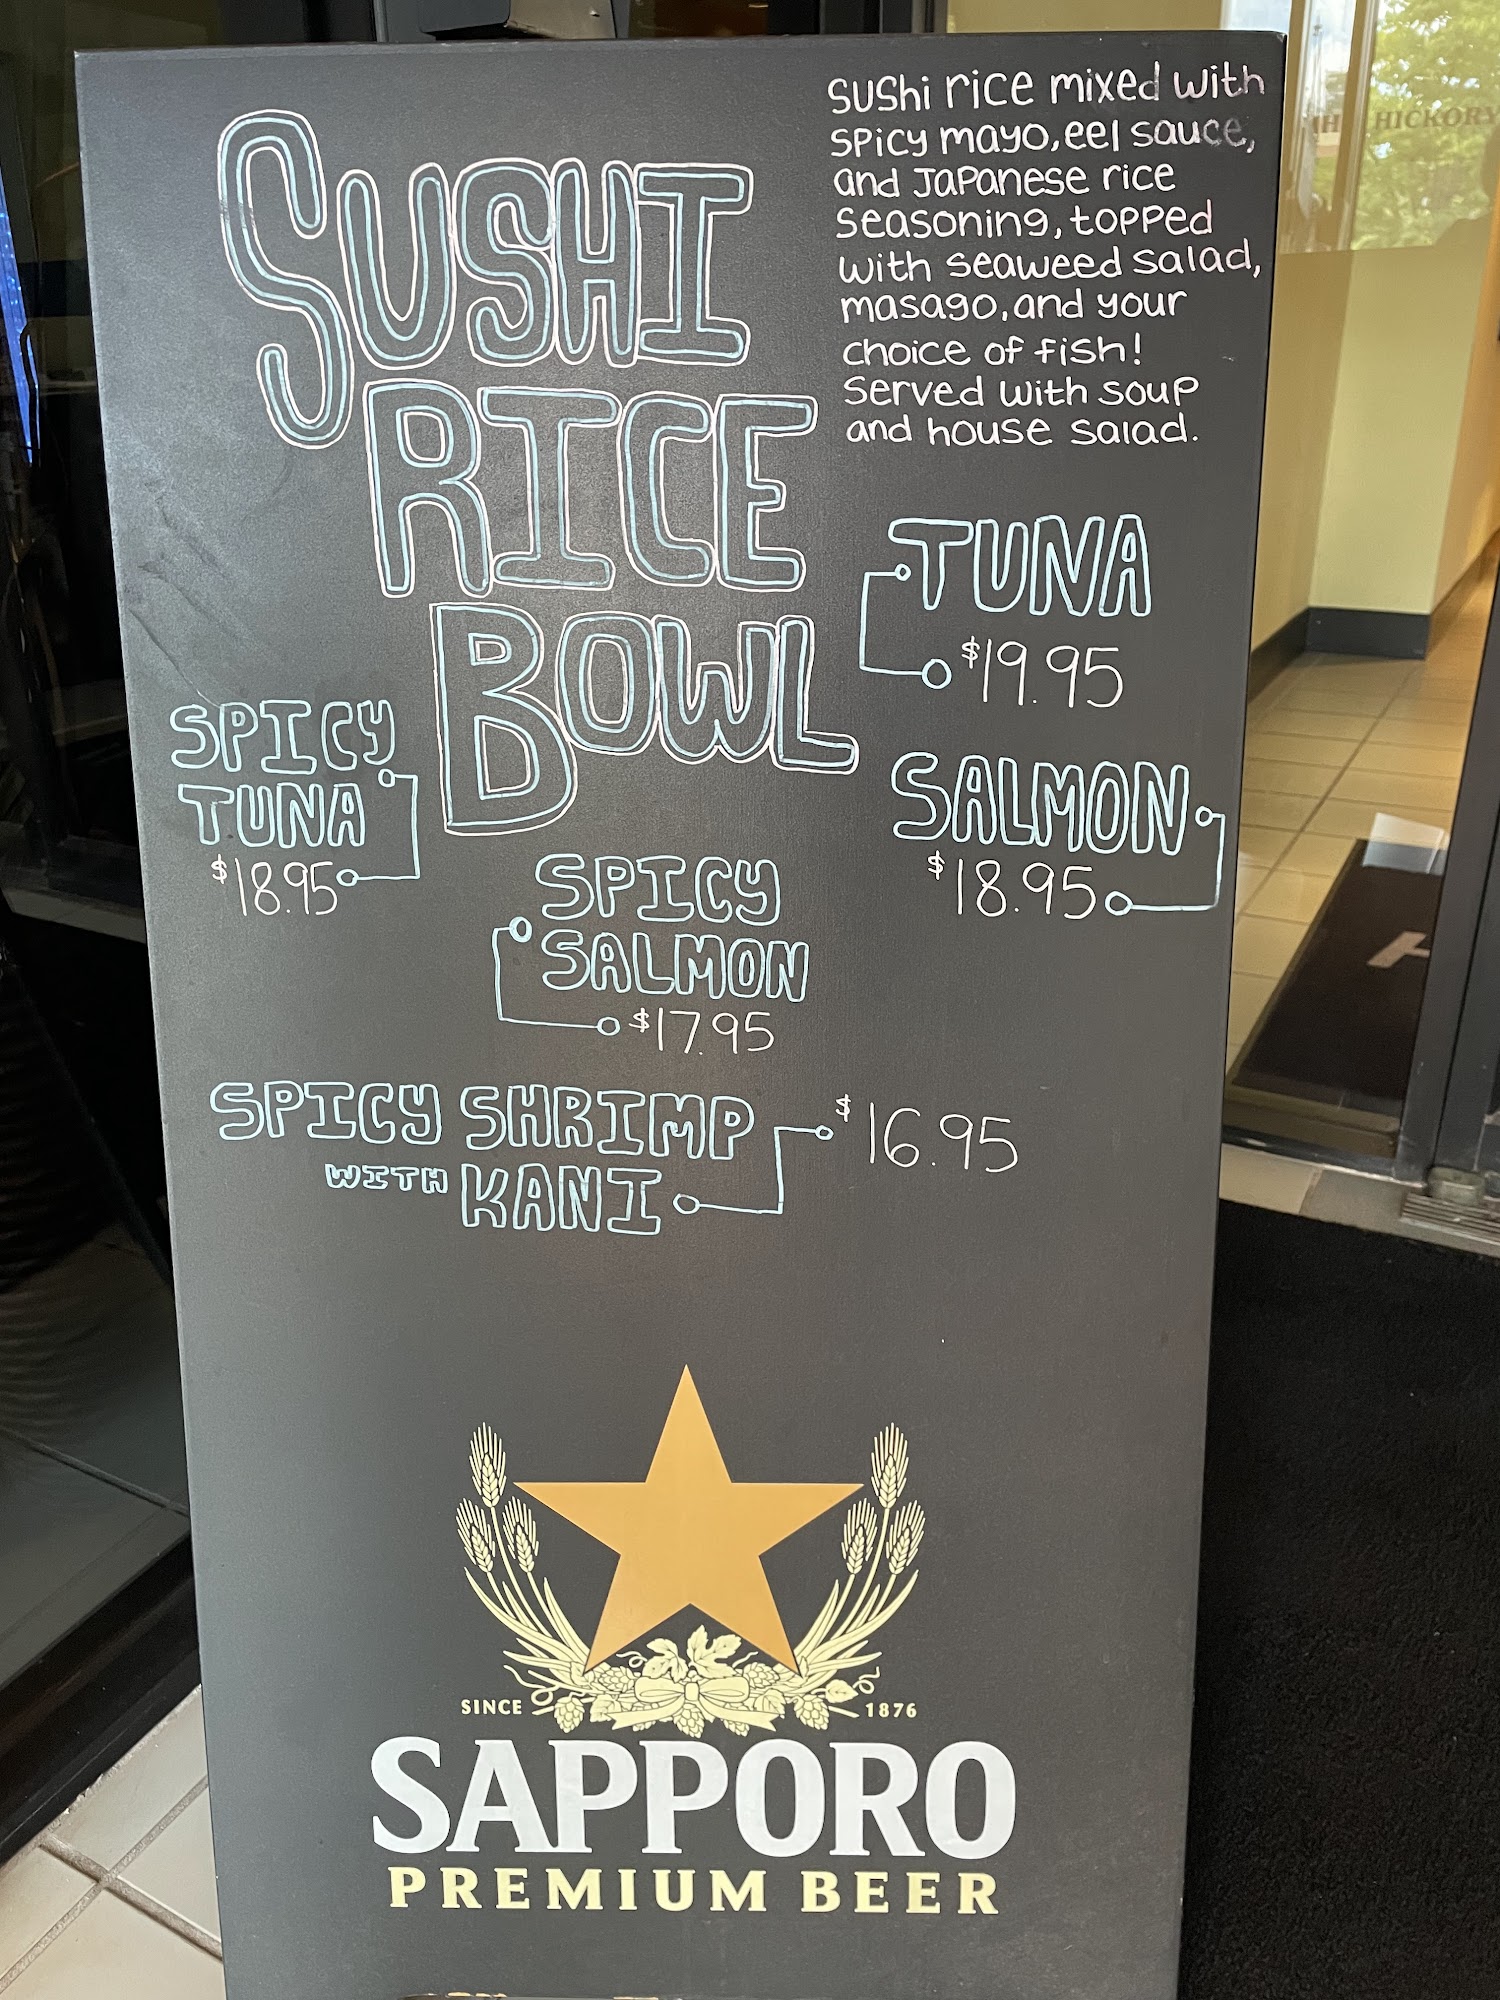 SUShi rice mixed with
spicy mayo, eel sauce,
and Japanese rice
seasoning, topped
with seaweed salad,
masago, and your
choice of fish!
Served with soup
and house salad.
SUSHI
RICE
BOWL
TUNA
$19.95
SPICY
TUNA
$18.95
SALMON
$18.95
SPICY
SALMON
$17.95
SPICY SHRIMP
WITH KANI
$16.95
SINCE 1876
SAPPORO
PREMIUM BEER
HICKORY